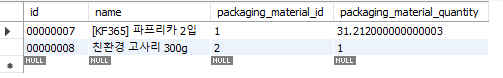 id name packaging_material_id packaging_material_quantity
00000007 [KF365] 파프리카 2입 1 31.212000000000003
00000008 친환경 고사리 300g 2 1
NULL NULL NULL NULL